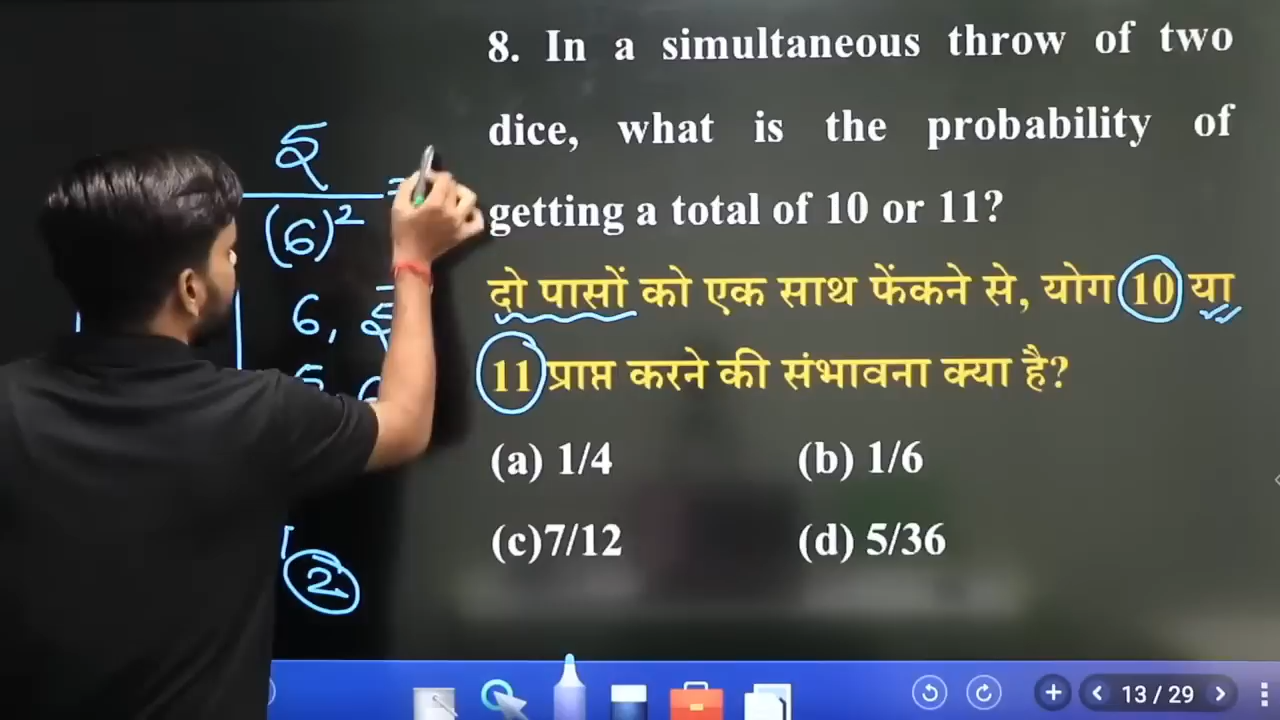 8. In a simultaneous throw of two
dice, what is the probability of
getting a total of 10 or 11?
दो पासों को एक साथ फेंकने से, योग 10 या
11 प्राप्त करने की संभावना क्या है?
(a) 1/4 (b) 1/6
(c)7/12 (d) 5/36
5
(6)² =
6, 5
5, 6
2
13 / 29